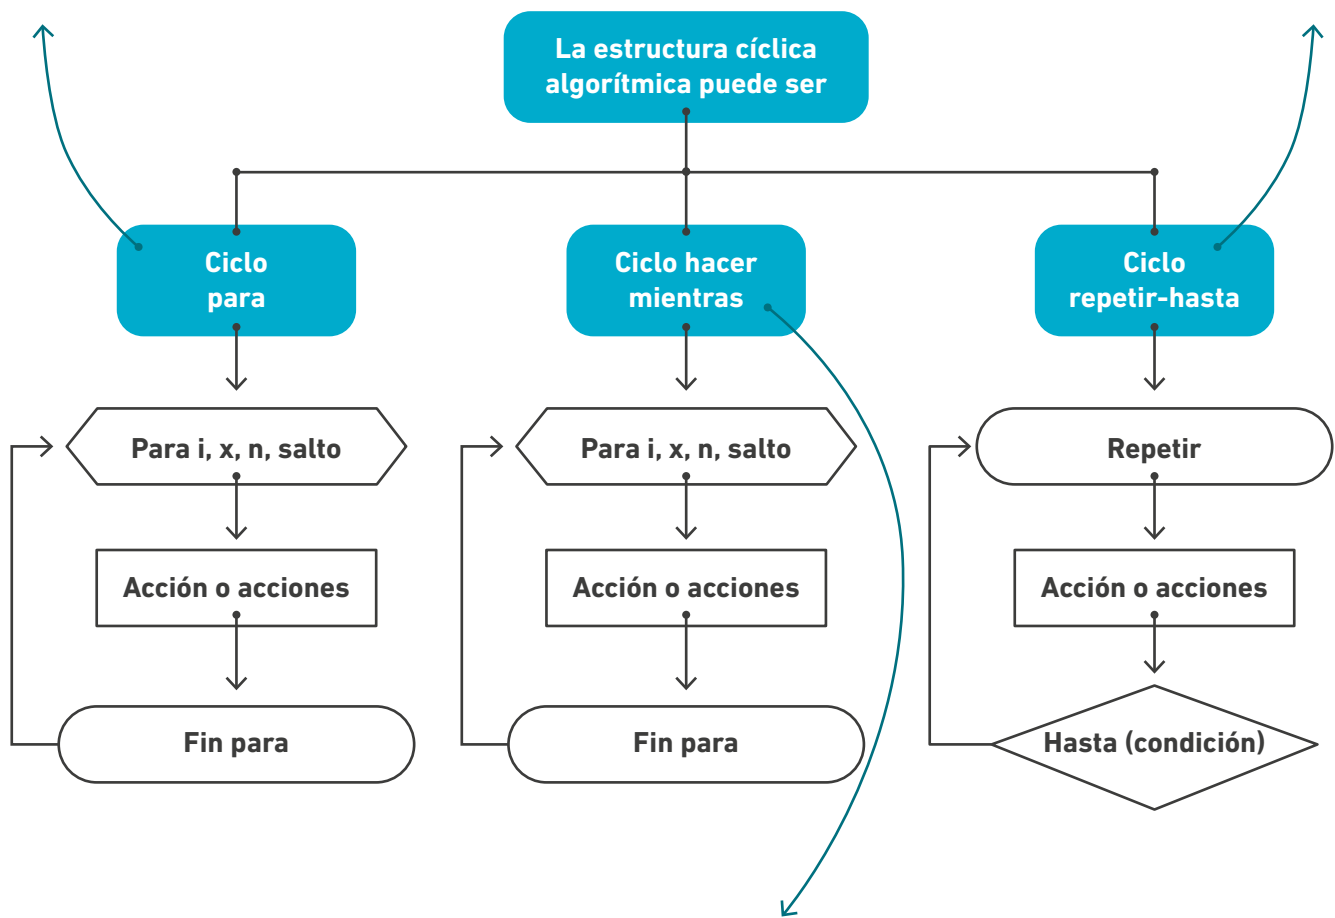 La estructura cíclica
algorítmica puede ser
Ciclo
para
Ciclo hacer
mientras
Ciclo
repetir-hasta
Para i, x, n, salto
Para i, x, n, salto
Repetir
Acción o acciones
Acción o acciones
Acción o acciones
Fin para
Fin para
Hasta (condición)